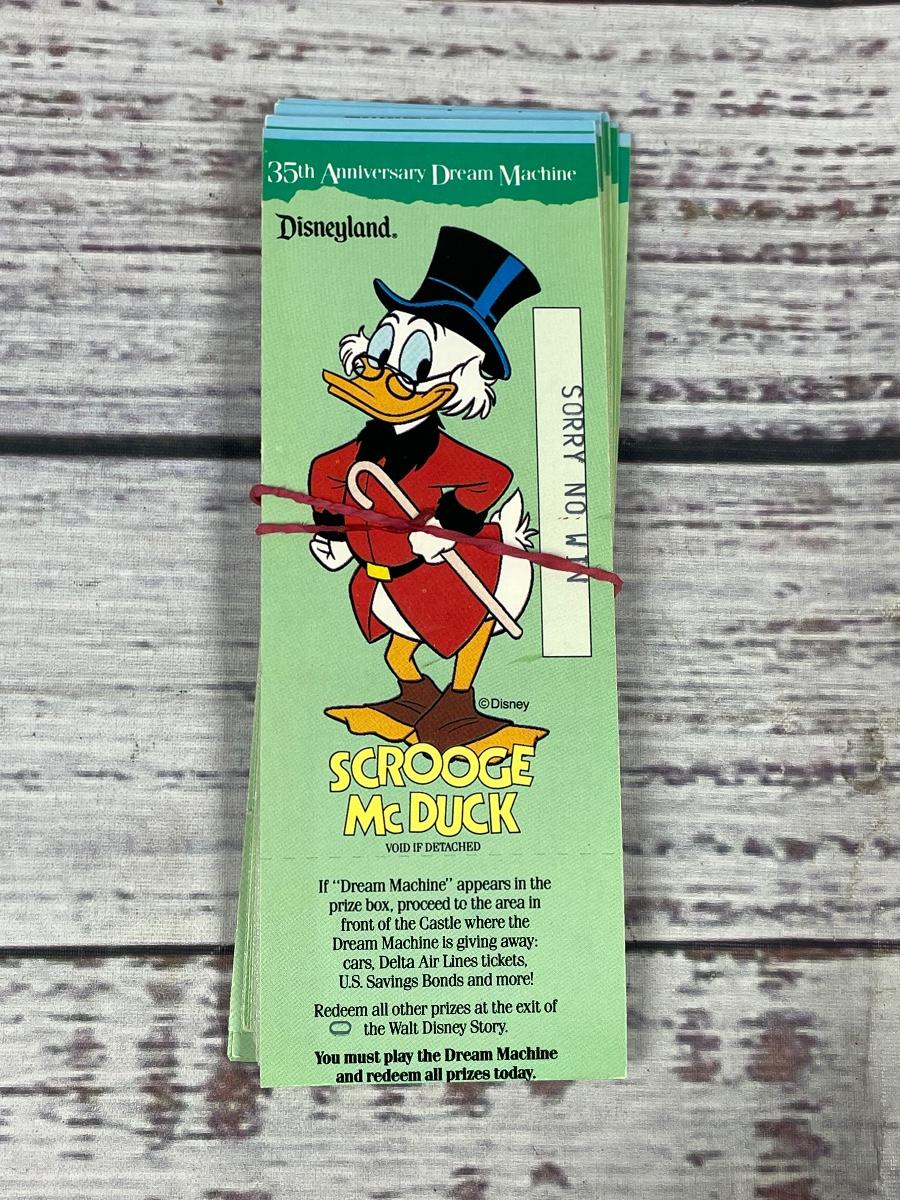 35th Anniversary Dream Machine
Disneyland®
SORRY NO WIN
©Disney
SCROOGE
McDUCK
VOID IF DETACHED
If "Dream Machine" appears in the
prize box, proceed to the area in
front of the Castle where the
Dream Machine is giving away:
cars, Delta Air Lines tickets,
U.S. Savings Bonds and more!
Redeem all other prizes at the exit of
0 the Walt Disney Story.
You must play the Dream Machine
and redeem all prizes today.